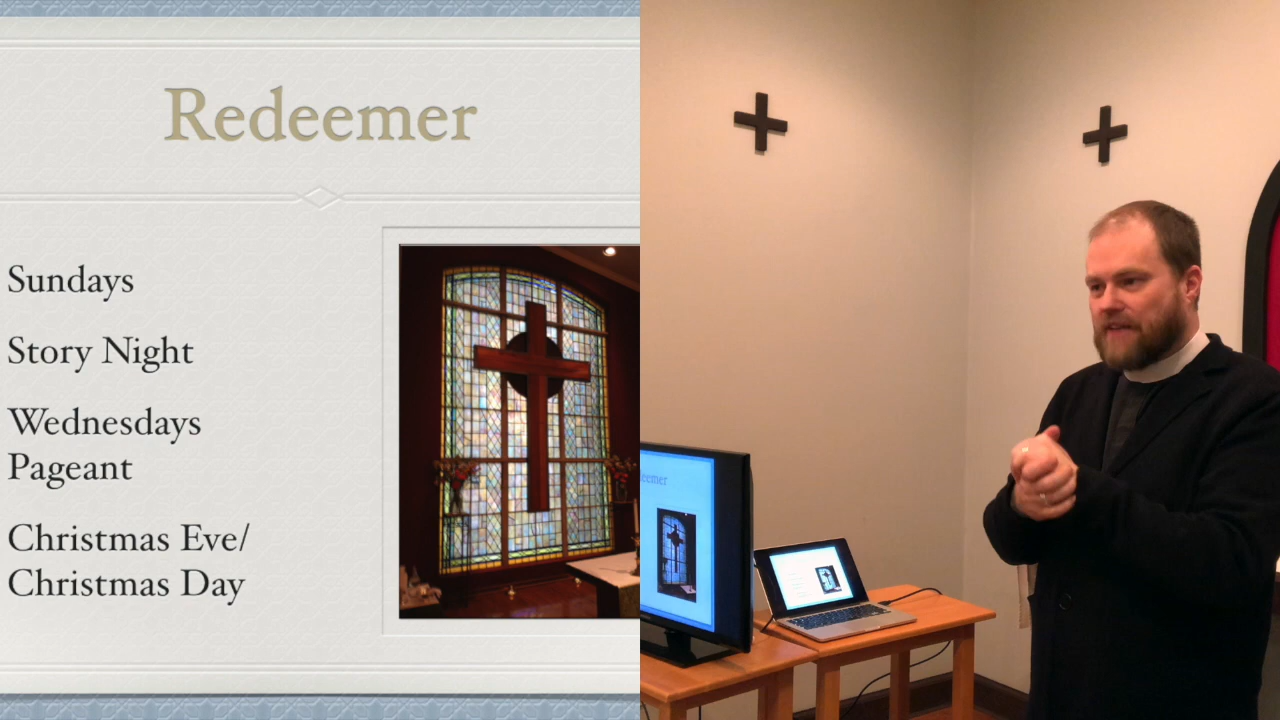 Redeemer
Sundays
Story Night
Wednesdays
Pageant
Christmas Eve/
Christmas Day